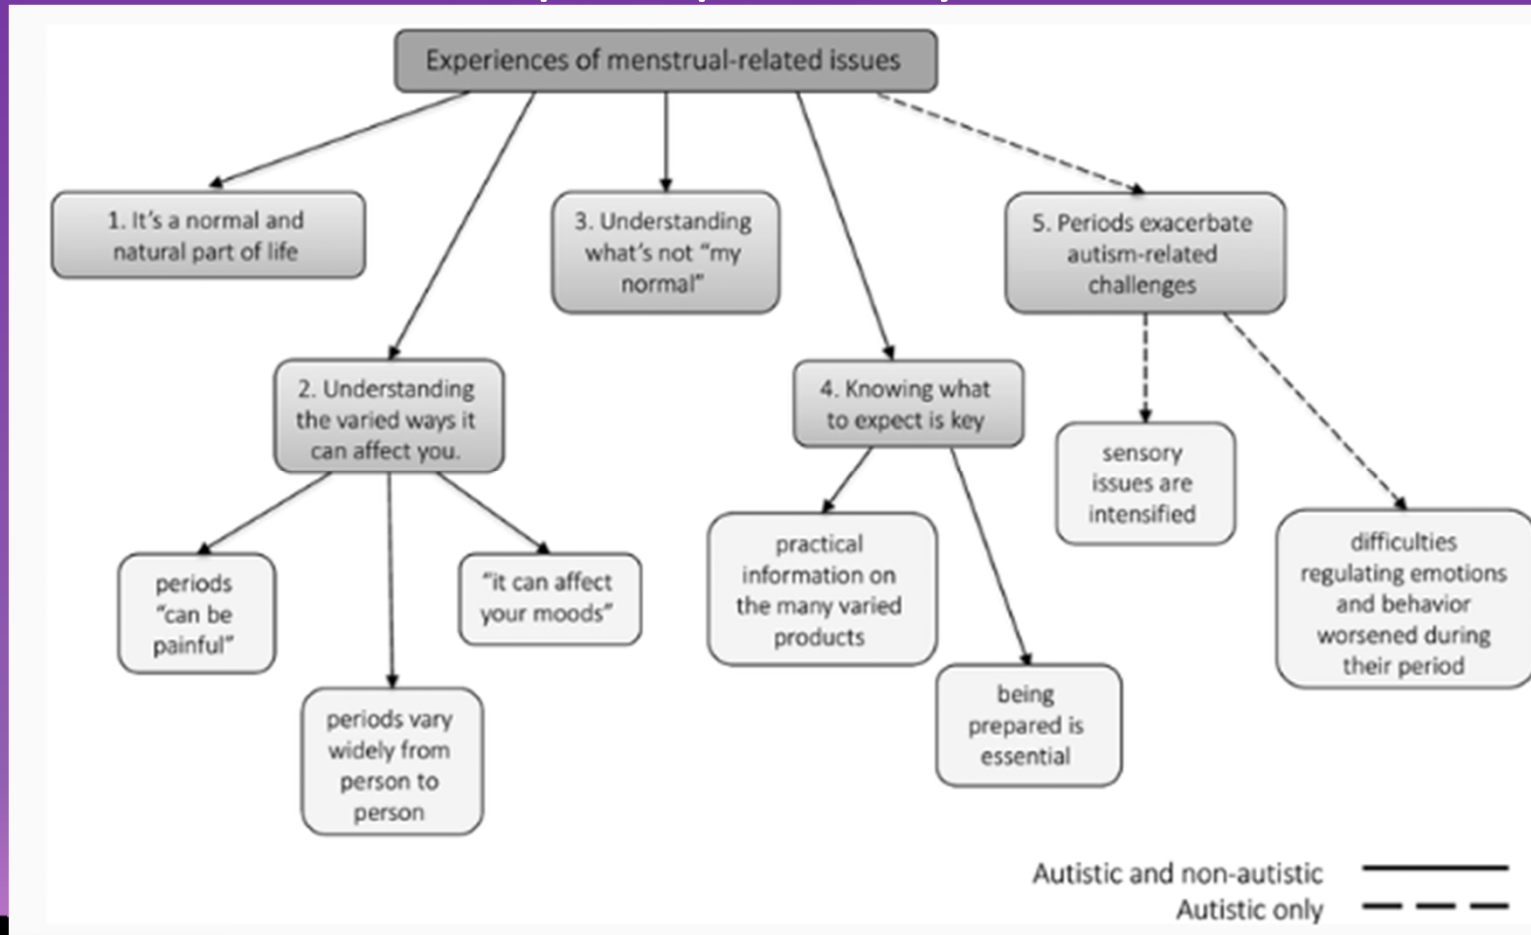 Experiences of menstrual-related issues
1. It's a normal and
natural part of life
3. Understanding
what's not "my
normal"
5. Periods exacerbate
autism-related
challenges
2. Understanding
the varied ways it
can affect you.
4. Knowing what
to expect is key
sensory
issues are
intensified
periods
"can be
painful"
"it can affect
your moods"
practical
information on
the many varied
products
difficulties
regulating emotions
and behavior
worsened during
their period
periods vary
widely from
person to
person
being
prepared is
essential
Autistic and non-autistic
Autistic only